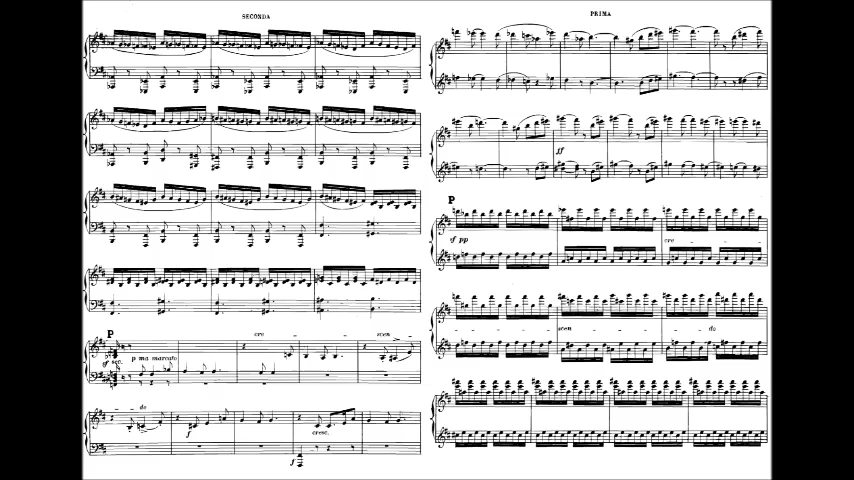 SECONDA
P
cre - - scen
sf sec.
p ma marcato
- - do
f
cresc.
f
PRIMA
ff
P
sf pp
cre - - -
- - - - - scen - - - do